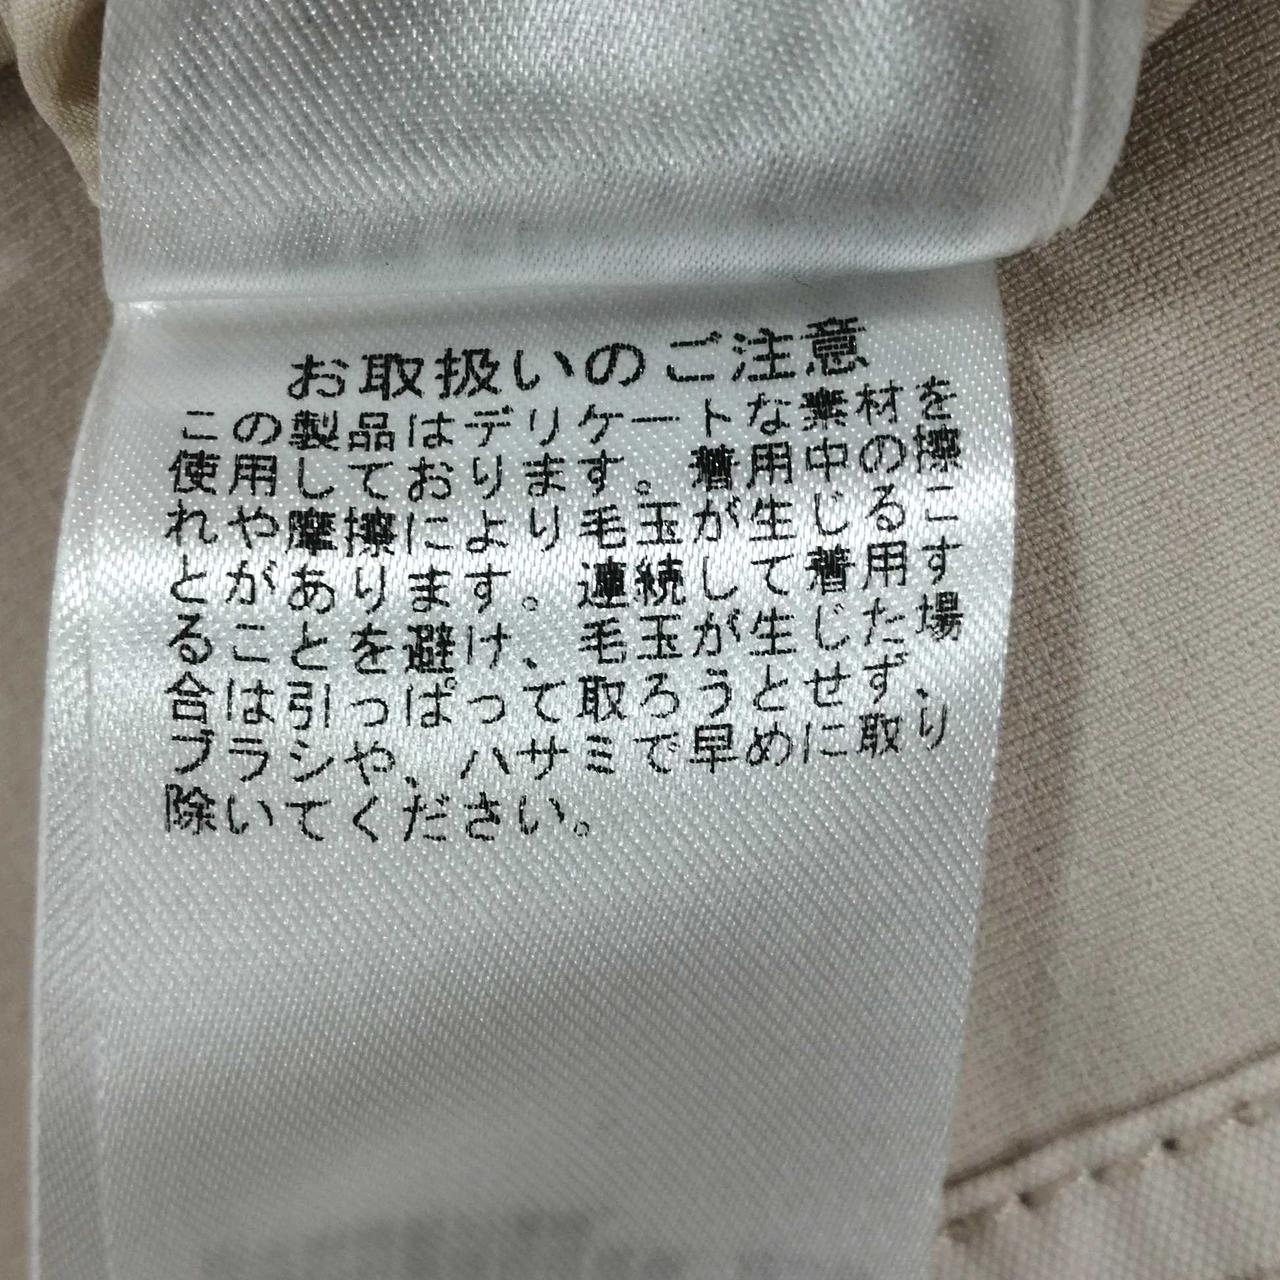 お取扱いのご注意
この製品はデリケートな素材を
使用しております。着用中の擦
れや摩擦により毛玉が生じるこ
とがあります。連続して着用す
ることを避け、毛玉が生じた場
合は引っぱって取ろうとせず、
ブラシや、ハサミで早めに取り
除いてください。